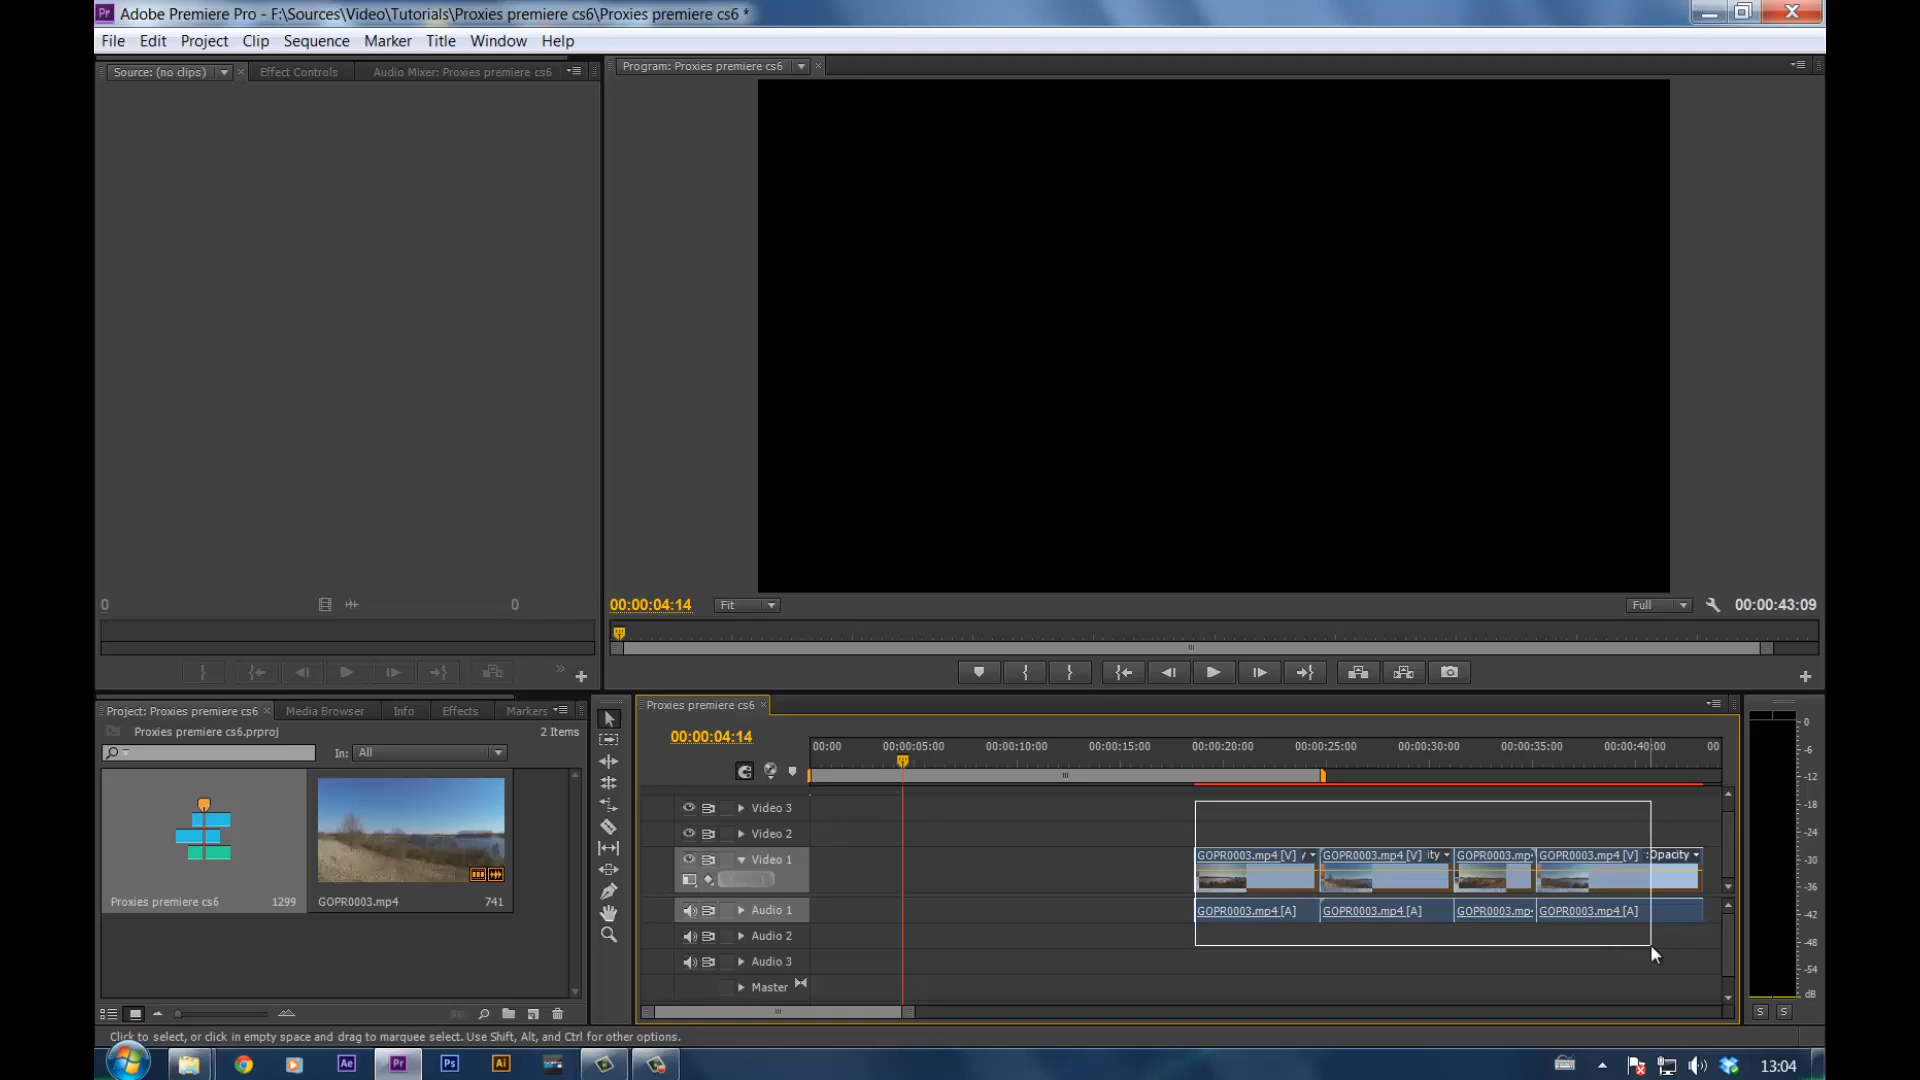 Adobe Premiere Pro - F:\Sources\Video\Tutorials\Proxies premiere cs6\Proxies premiere cs6 *
File Edit Project Clip Sequence Marker Title Window Help
Source: (no clips) Effect Controls Audio Mixer: Proxies premiere cs6
Program: Proxies premiere cs6
0 0
00:00:04:14 Fit Full 00:00:43:09
Project: Proxies premiere cs6 Media Browser Info Effects Markers
Proxies premiere cs6.prproj 2 Items
In: All
Proxies premiere cs6 1299
GOPR0003.mp4 741
Proxies premiere cs6
00:00:04:14
00:00 00:00:05:00 00:00:10:00 00:00:15:00 00:00:20:00 00:00:25:00 00:00:30:00 00:00:35:00 00:00:40:00 00
Video 3
Video 2
Video 1
GOPR0003.mp4 [V] GOPR0003.mp4 [V] ity GOPR0003.mp GOPR0003.mp4 [V] :Opacity
Audio 1
GOPR0003.mp4 [A] GOPR0003.mp4 [A] GOPR0003.mp GOPR0003.mp4 [A]
Audio 2
Audio 3
Master
0
-6
-12
-18
-24
-30
-36
-42
-48
-54
dB
S S
Click to select, or click in empty space and drag to marquee select. Use Shift, Alt, and Ctrl for other options.
Pr
Ae Pr Ps Ai
13:04